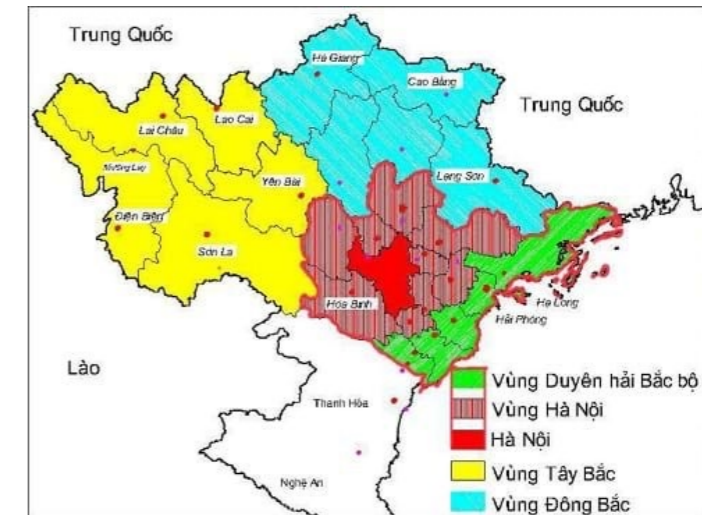 Trung Quốc
Hà Giang
Cao Bằng
Trung Quốc
Lao Cai
Lai Châu
Mường Lay
Yên Bái
Lạng Sơn
Điện Biên
Sơn La
Hòa Bình
Hạ Long
Hải Phòng
Lào
Vùng Duyên hải Bắc bộ
Thanh Hóa
Vùng Hà Nội
Hà Nội
Vùng Tây Bắc
Nghệ An
Vùng Đông Bắc